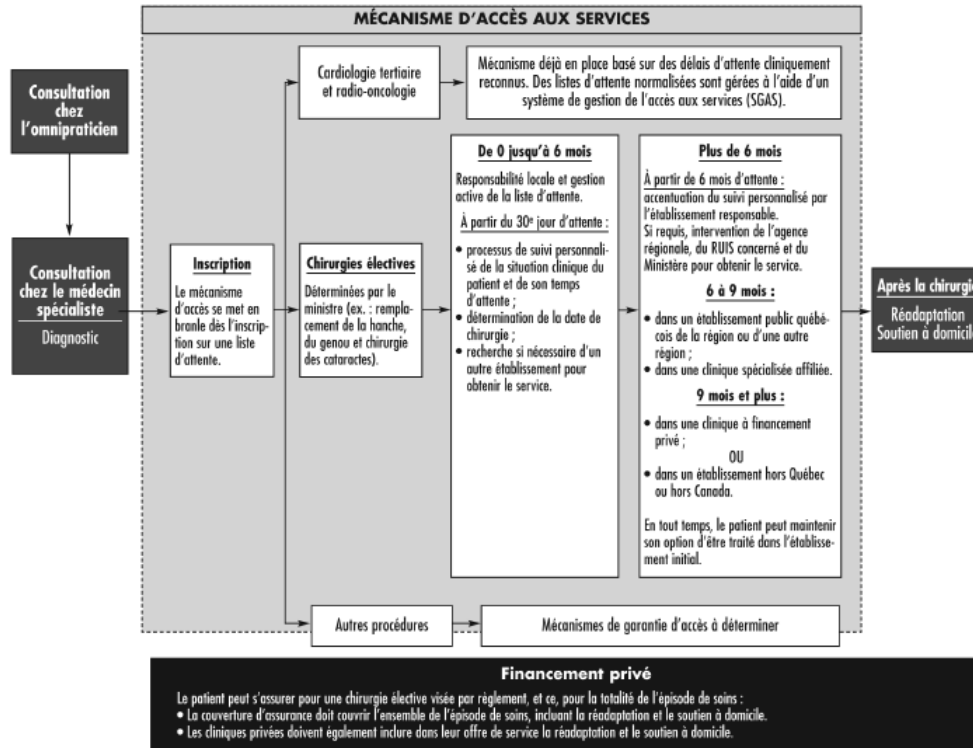 MÉCANISME D'ACCÈS AUX SERVICES
Consultation
chez
l'omnipraticien
Consultation
chez le médecin
spécialiste
Diagnostic
Inscription
Le mécanisme
d'accès se met en
branle dès l'inscription
sur une liste
d'attente.
Cardiologie tertiaire
et radio-oncologie
Mécanisme déjà en place basé sur des délais d'attente cliniquement
reconnus. Des listes d'attente normalisées sont gérées à l'aide d'un
système de gestion de l'accès aux services (SGAS).
Chirurgies électives
Déterminées par le
ministre (ex. : rempla-
cement de la hanche,
du genou et chirurgie
des cataractes).
De 0 jusqu'à 6 mois
Responsabilité locale et gestion
active de la liste d'attente.
À partir du 30e jour d'attente :
• processus de suivi personnali-
sé de la situation clinique du
patient et de son temps
d'attente ;
• détermination de la date de
chirurgie ;
• recherche si nécessaire d'un
autre établissement pour
obtenir le service.
Plus de 6 mois
À partir de 6 mois d'attente :
accentuation du suivi personnalisé par
l'établissement responsable.
Si requis, intervention de l'agence
régionale, du RUIS concerné et du
Ministère pour obtenir le service.
6 à 9 mois :
• dans un établissement public québé-
cois de la région ou d'une autre
région ;
• dans une clinique spécialisée affiliée.
9 mois et plus :
• dans une clinique à financement
privé ;
OU
• dans un établissement hors Québec
ou hors Canada.
En tout temps, le patient peut maintenir
son option d'être traité dans l'établisse-
ment initial.
Après la chirurgie
Réadaptation
Soutien à domicile
Autres procédures
Mécanismes de garantie d'accès à déterminer
Financement privé
Le patient peut s'assurer pour une chirurgie élective visée par règlement, et ce, pour la totalité de l'épisode de soins :
• La couverture d'assurance doit couvrir l'ensemble de l'épisode de soins, incluant la réadaptation et le soutien à domicile.
• Les cliniques privées doivent également inclure dans leur offre de service la réadaptation et le soutien à domicile.